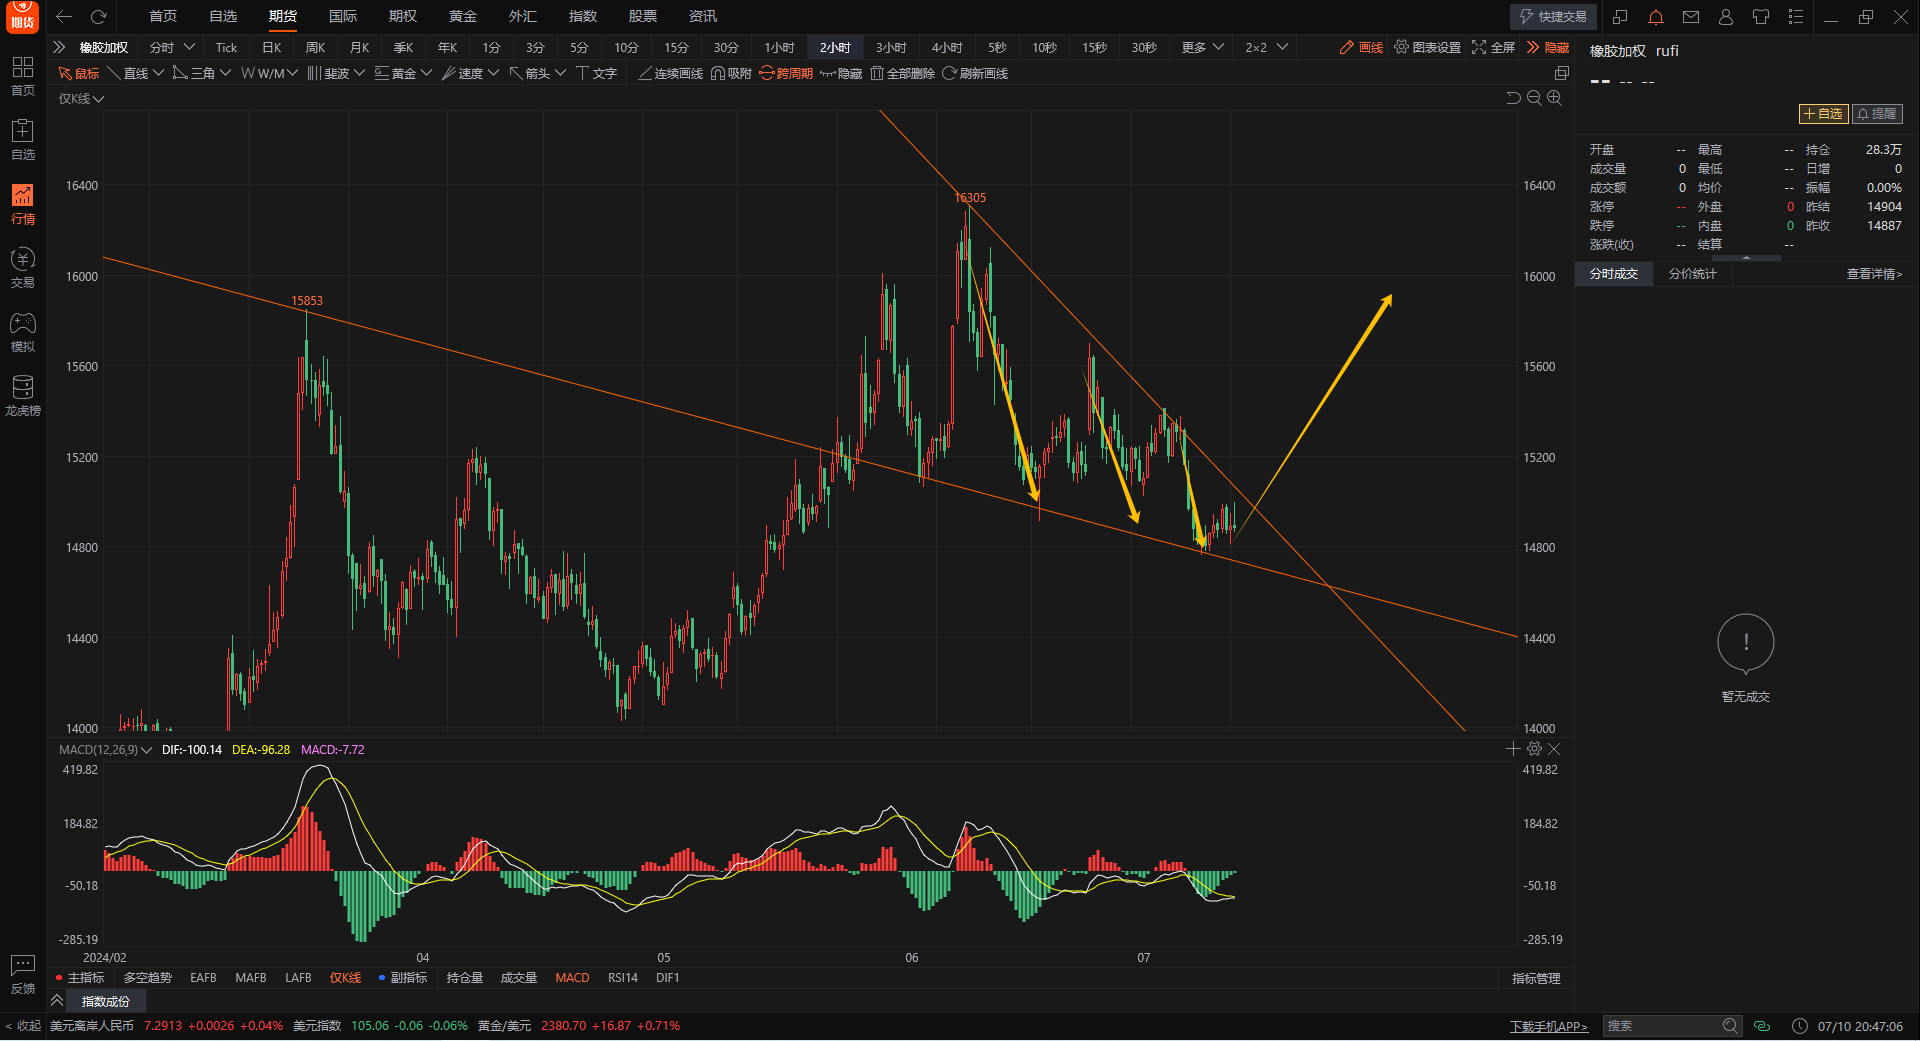 期货 首页 自选 期货 国际 期权 黄金 外汇 指数 股票 资讯 快捷交易
橡胶加权 分时 Tick 日K 周K 月K 季K 年K 1分 3分 5分 10分 15分 30分 1小时 2小时 3小时 4小时 5秒 10秒 15秒 30秒 更多 2×2 画线 图表设置 全屏 隐藏
鼠标 直线 三角 W/M 斐波 黄金 速度 箭头 文字 连续画线 吸附 跨周期 隐藏 全部删除 刷新画线
仅K线
首页
自选
行情
交易
模拟
龙虎榜
反馈
< 收起
16400 16400
16000 16000
15600 15600
15200 15200
14800 14800
14400 14400
14000 14000
16305
15853
MACD(12,26,9) DIF:-100.14 DEA:-96.28 MACD:-7.72
419.82 419.82
184.82 184.82
-50.18 -50.18
-285.19 -285.19
2024/02 04 05 06 07
主指标 多空趋势 EAFB MAFB LAFB 仅K线 副指标 持仓量 成交量 MACD RSI14 DIF1 指标管理
指数成份
橡胶加权 rufi
-- -- --
+自选 提醒
开盘 -- 最高 -- 持仓 28.3万
成交量 0 最低 -- 日增 0
成交额 0 均价 -- 振幅 0.00%
涨停 -- 外盘 0 昨结 14904
跌停 -- 内盘 0 昨收 14887
涨跌(收) -- 结算 --
分时成交 分价统计 查看详情>
!
暂无成交
美元离岸人民币 7.2913 +0.0026 +0.04% 美元指数 105.06 -0.06 -0.06% 黄金/美元 2380.70 +16.87 +0.71% 下载手机APP> 搜索 07/10 20:47:06